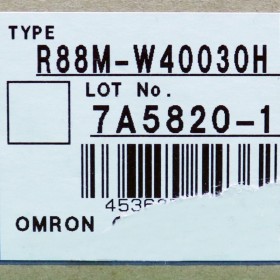 TYPE
R88M-W40030H
LOT No.
7A5820-1
OMRON